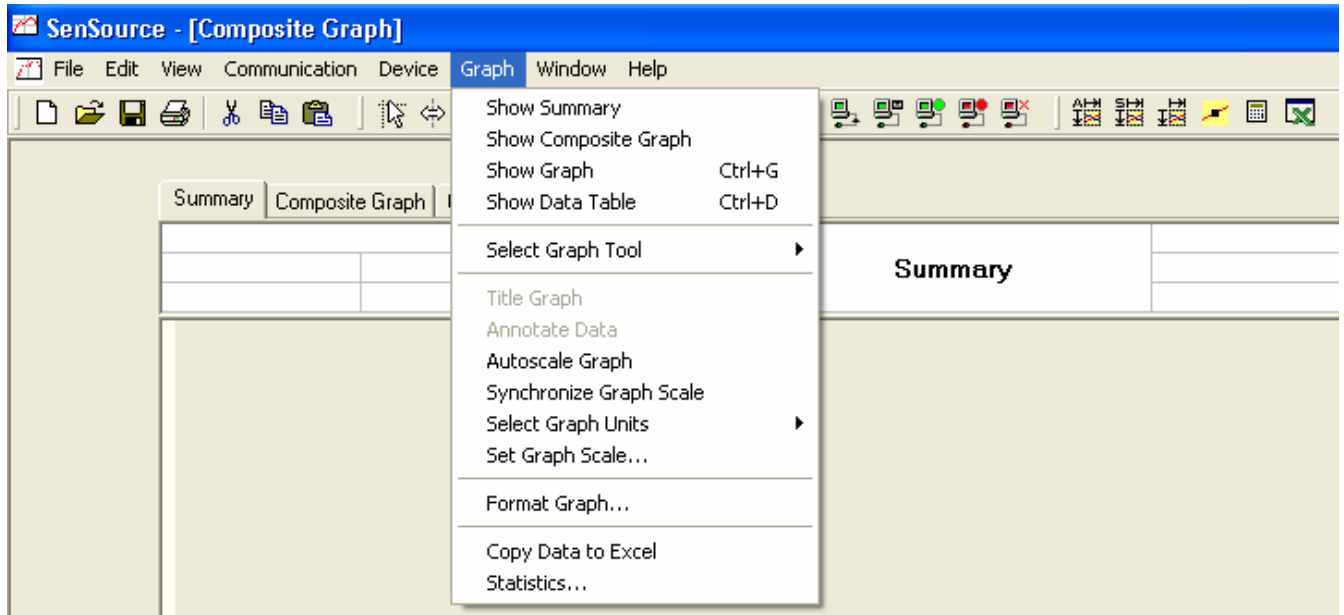 SenSource - [Composite Graph]
File Edit View Communication Device Graph Window Help
Show Summary
Show Composite Graph
Show Graph Ctrl+G
Show Data Table Ctrl+D
Select Graph Tool
Title Graph
Annotate Data
Autoscale Graph
Synchronize Graph Scale
Select Graph Units
Set Graph Scale...
Format Graph...
Copy Data to Excel
Statistics...
Summary Composite Graph
Summary